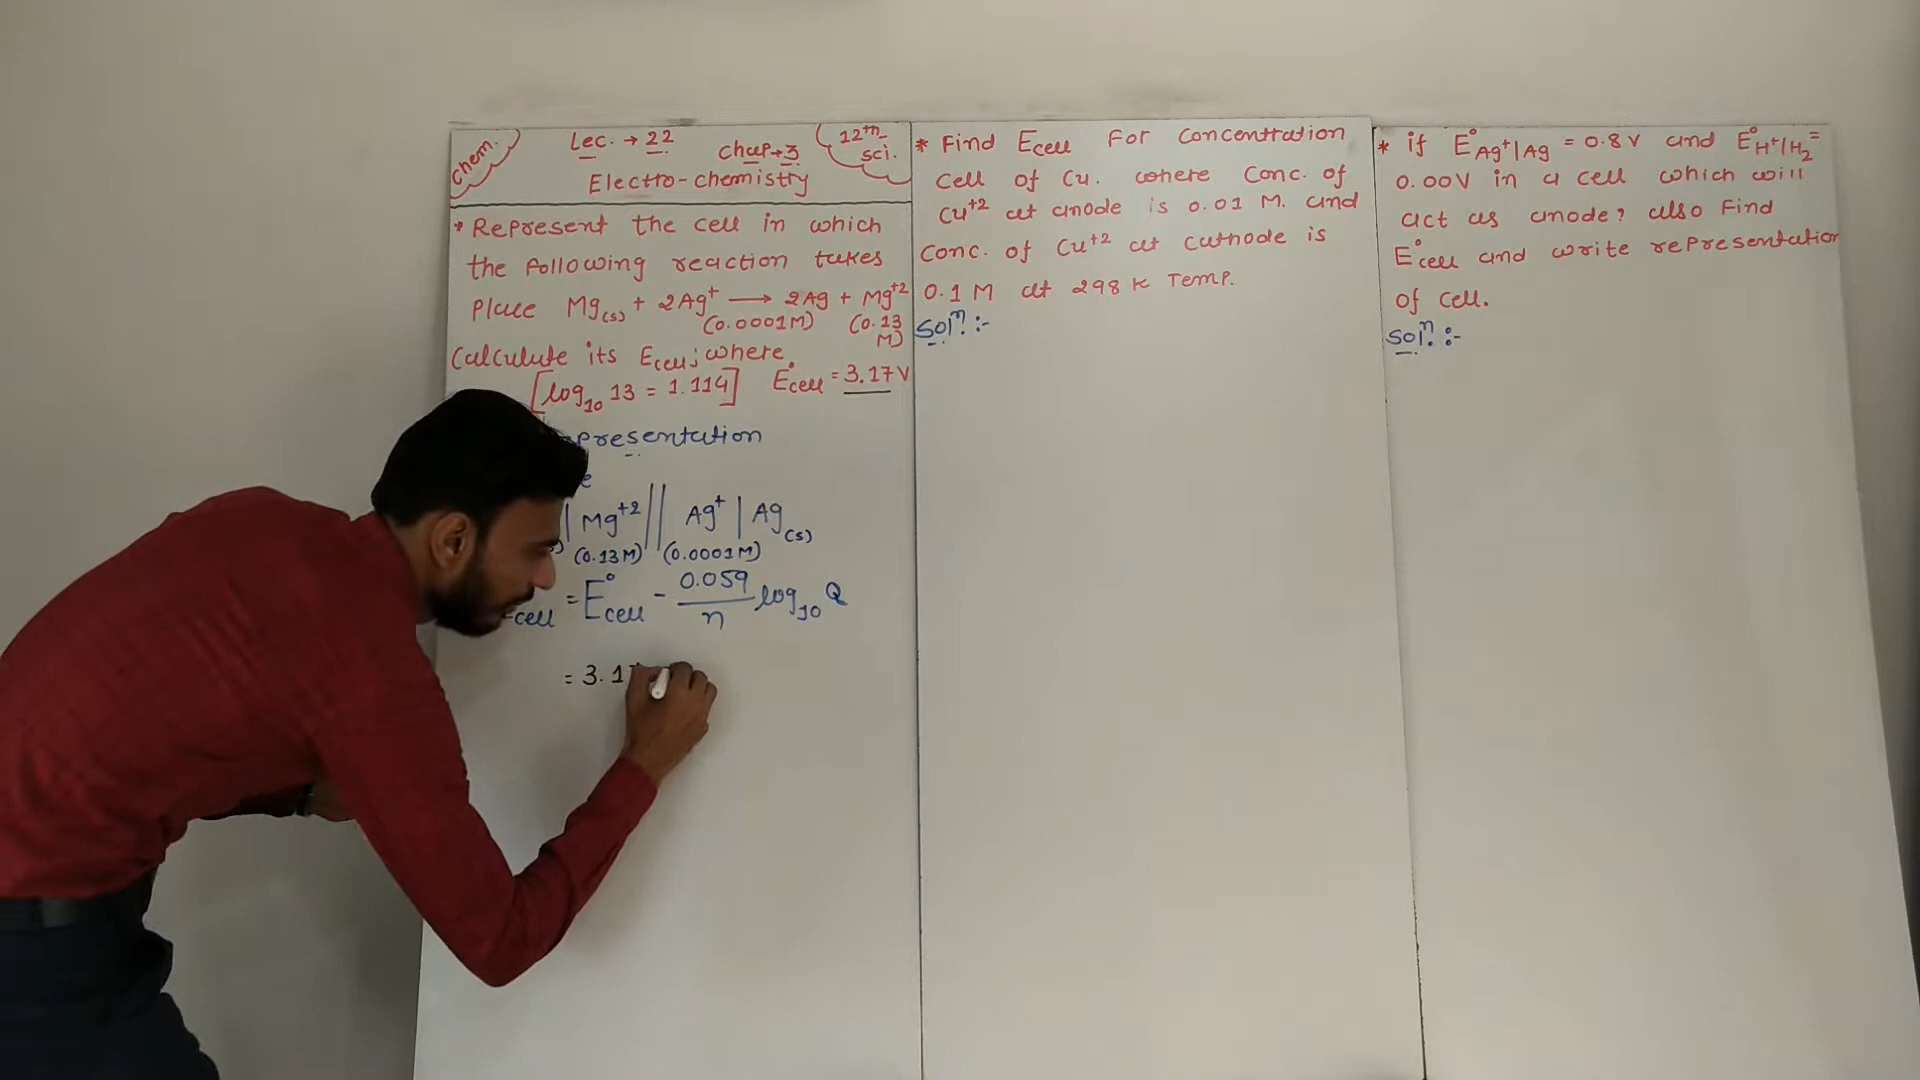 Chem.
Lec. → 22
Chap → 3
12th sci.
Electro-chemistry
* Represent the cell in which
the following reaction takes
place Mg(s) + 2Ag⁺ ⟶ 2Ag + Mg⁺²
(0.0001M) (0.13 M)
Calculate its Ecell; where
[log₁₀ 13 = 1.114] E°cell = 3.17V
presentation
| Mg⁺² || Ag⁺ | Ag(s)
(0.13M) (0.0001M)
cell = E°cell - 0.059/n log₁₀ Q
= 3.1
* Find Ecell For Concentration
Cell of Cu. where Conc. of
Cu⁺² at anode is 0.01 M. and
Conc. of Cu⁺² at Cathode is
0.1 M at 298 K Temp.
Solⁿ. :-
* if E°Ag⁺|Ag = 0.8 V and E°H⁺|H₂ =
0.00V in a cell which will
act as anode? also Find
E°cell and write representation
of cell.
Solⁿ. :-